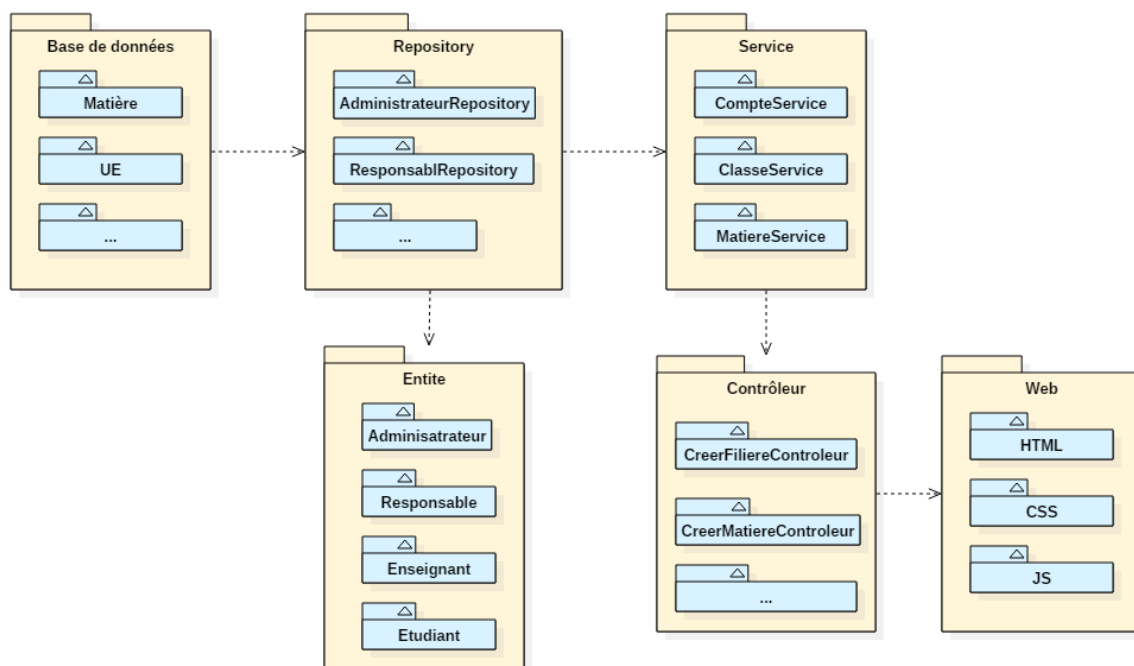 Base de données
Matière
UE
...
Repository
AdministrateurRepository
ResponsablRepository
...
Service
CompteService
ClasseService
MatiereService
Entite
Adminisatrateur
Responsable
Enseignant
Etudiant
Contrôleur
CreerFiliereControleur
CreerMatiereControleur
...
Web
HTML
CSS
JS